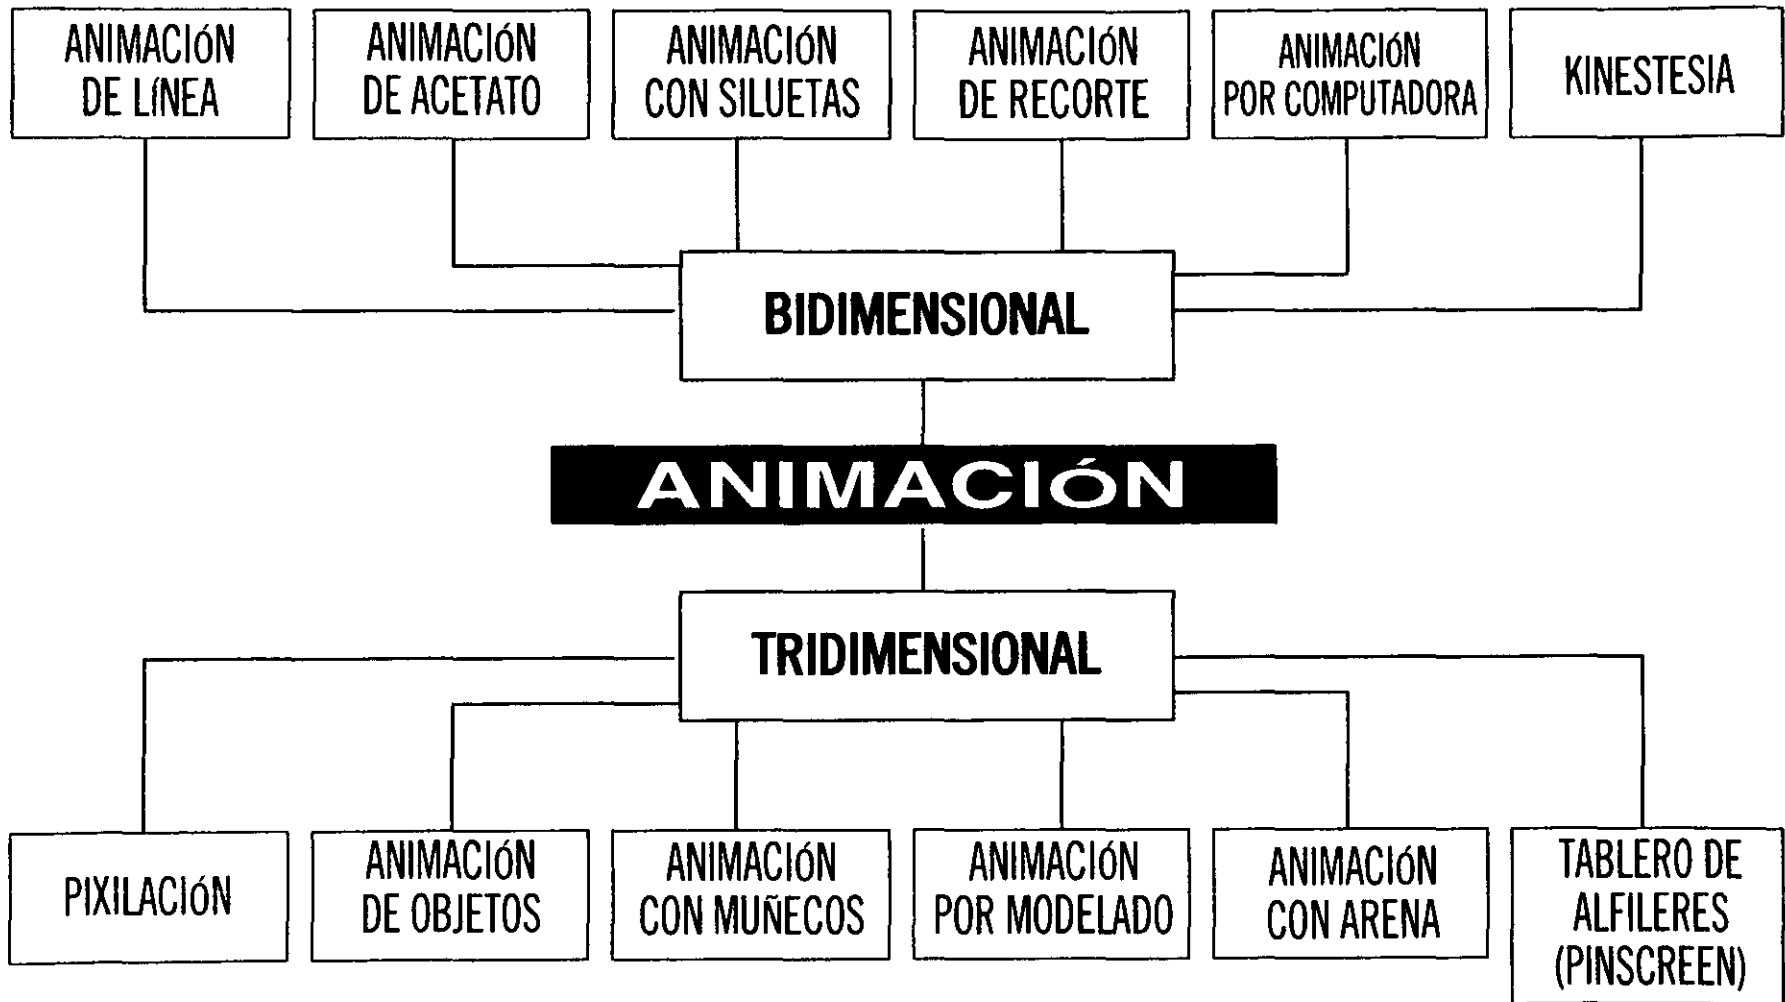 ANIMACIÓN
DE LÍNEA
ANIMACIÓN
DE ACETATO
ANIMACIÓN
CON SILUETAS
ANIMACIÓN
DE RECORTE
ANIMACIÓN
POR COMPUTADORA
KINESTESIA
BIDIMENSIONAL
ANIMACIÓN
TRIDIMENSIONAL
PIXILACIÓN
ANIMACIÓN
DE OBJETOS
ANIMACIÓN
CON MUÑECOS
ANIMACIÓN
POR MODELADO
ANIMACIÓN
CON ARENA
TABLERO DE
ALFILERES
(PINSCREEN)